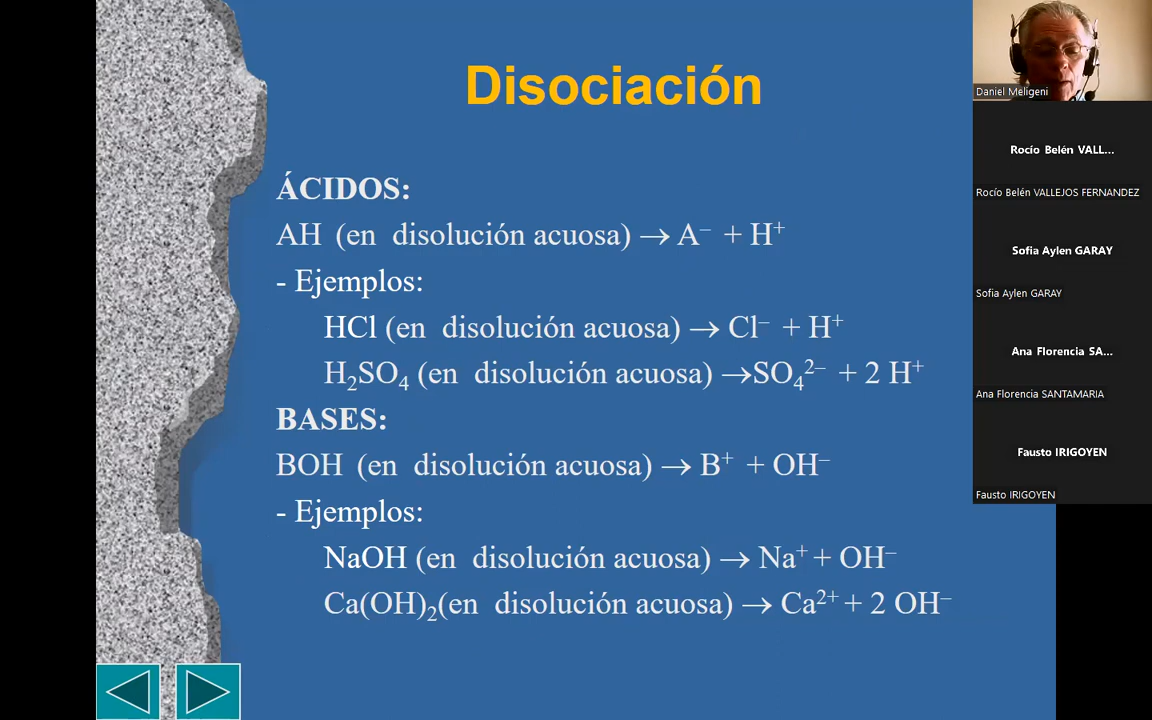 Disociación
ÁCIDOS:
AH (en disolución acuosa) → A– + H+
- Ejemplos:
HCl (en disolución acuosa) → Cl– + H+
H2SO4 (en disolución acuosa) →SO42– + 2 H+
BASES:
BOH (en disolución acuosa) → B+ + OH–
- Ejemplos:
NaOH (en disolución acuosa) → Na+ + OH–
Ca(OH)2(en disolución acuosa) → Ca2+ + 2 OH–
Daniel Meligeni
Rocío Belén VALL...
Rocío Belén VALLEJOS FERNANDEZ
Sofia Aylen GARAY
Sofia Aylen GARAY
Ana Florencia SA...
Ana Florencia SANTAMARIA
Fausto IRIGOYEN
Fausto IRIGOYEN